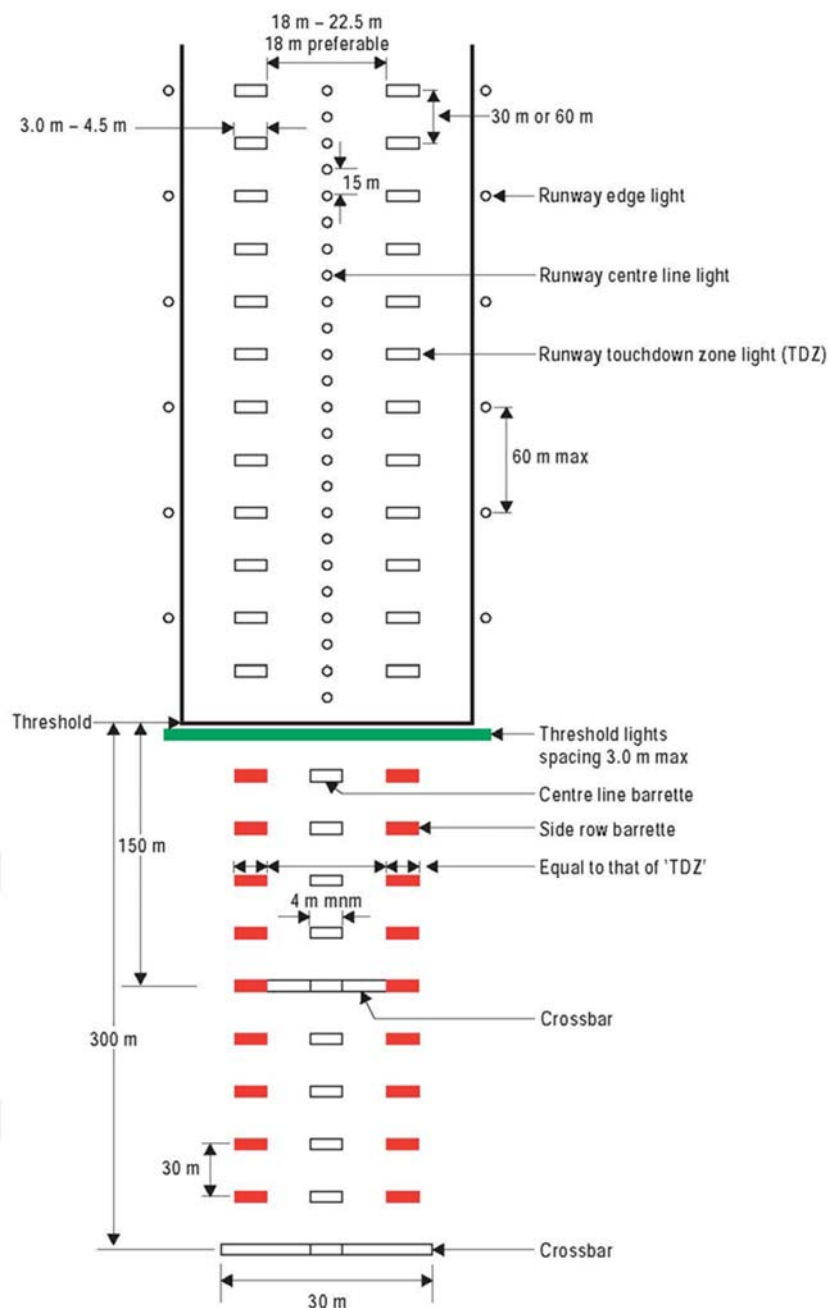 18 m – 22.5 m
18 m preferable
3.0 m – 4.5 m
30 m or 60 m
15 m
Runway edge light
Runway centre line light
Runway touchdown zone light (TDZ)
60 m max
Threshold
Threshold lights
spacing 3.0 m max
Centre line barrette
Side row barrette
150 m
Equal to that of 'TDZ'
4 m mnm
Crossbar
300 m
30 m
Crossbar
30 m